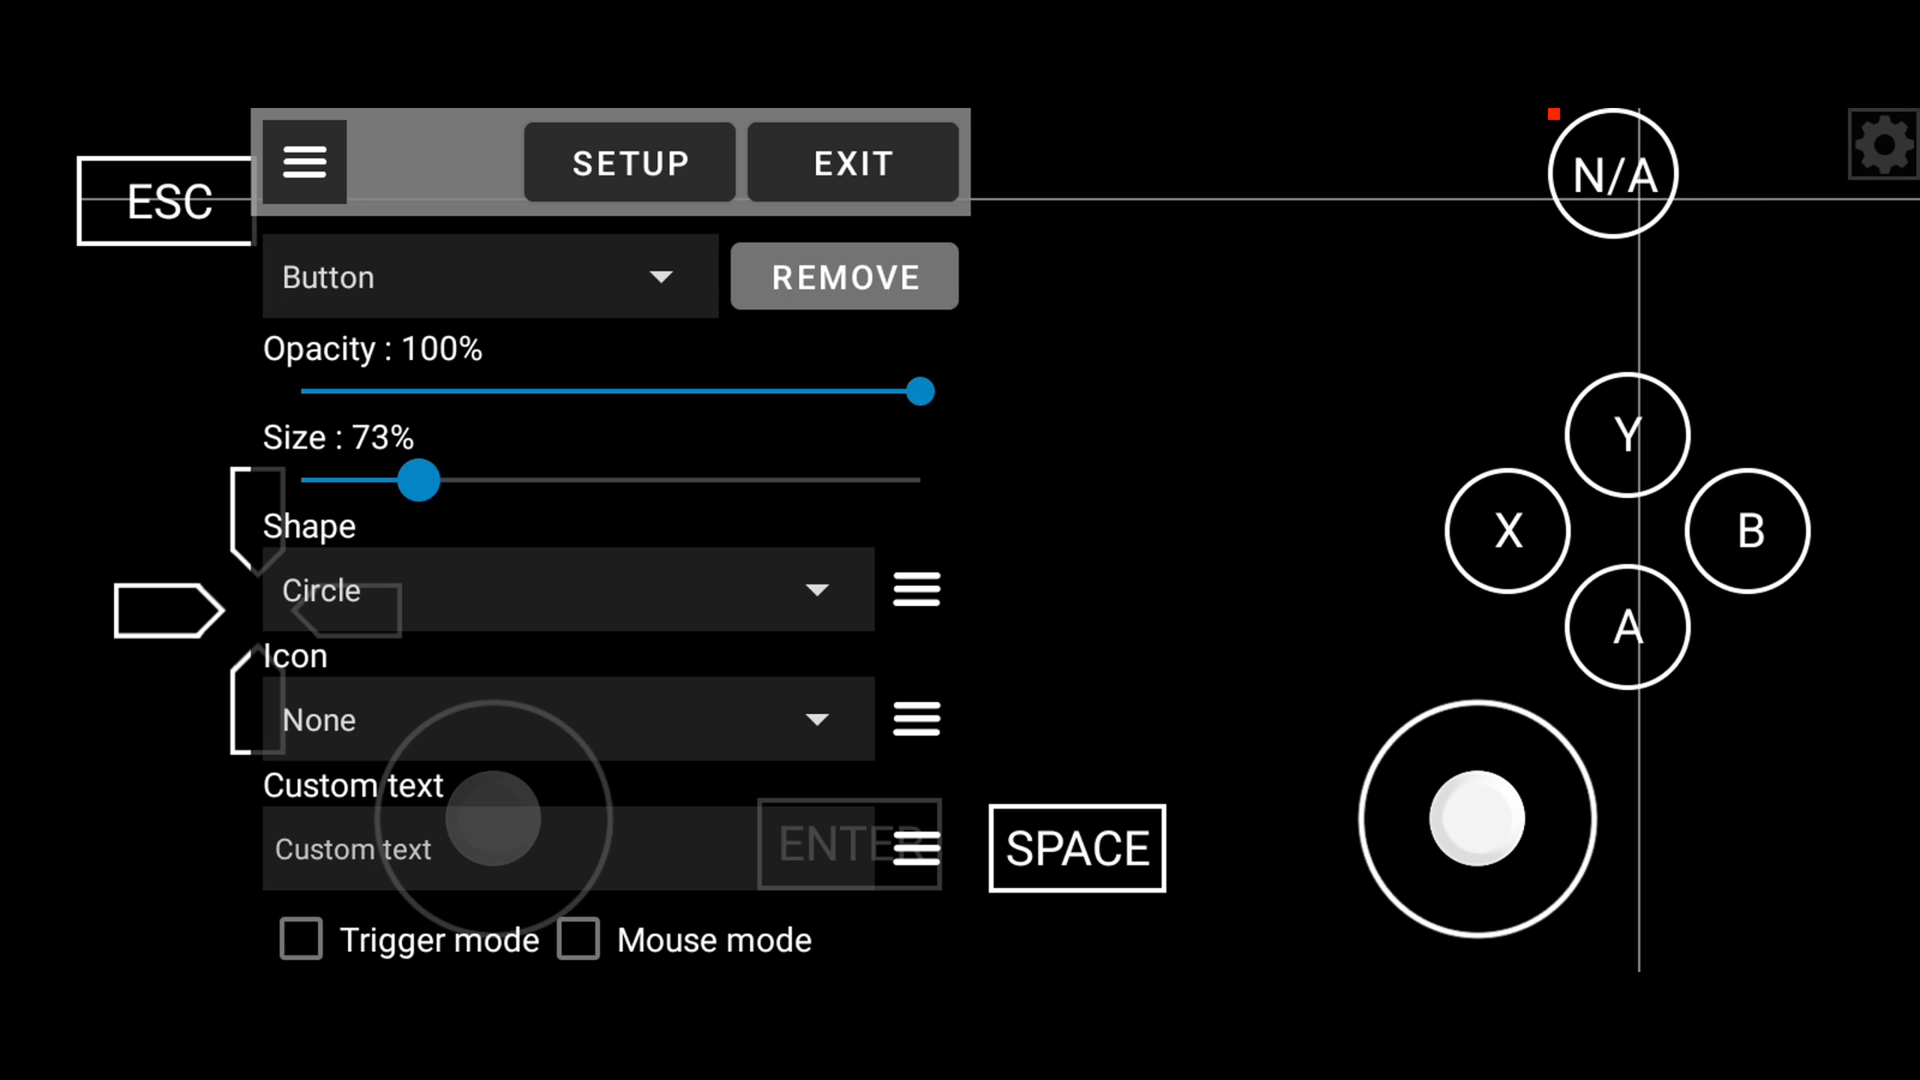 SETUP EXIT
ESC
N/A
Button REMOVE
Opacity : 100%
Size : 73%
Y
Shape
X B
Circle
A
Icon
None
Custom text
Custom text ENTER SPACE
Trigger mode Mouse mode